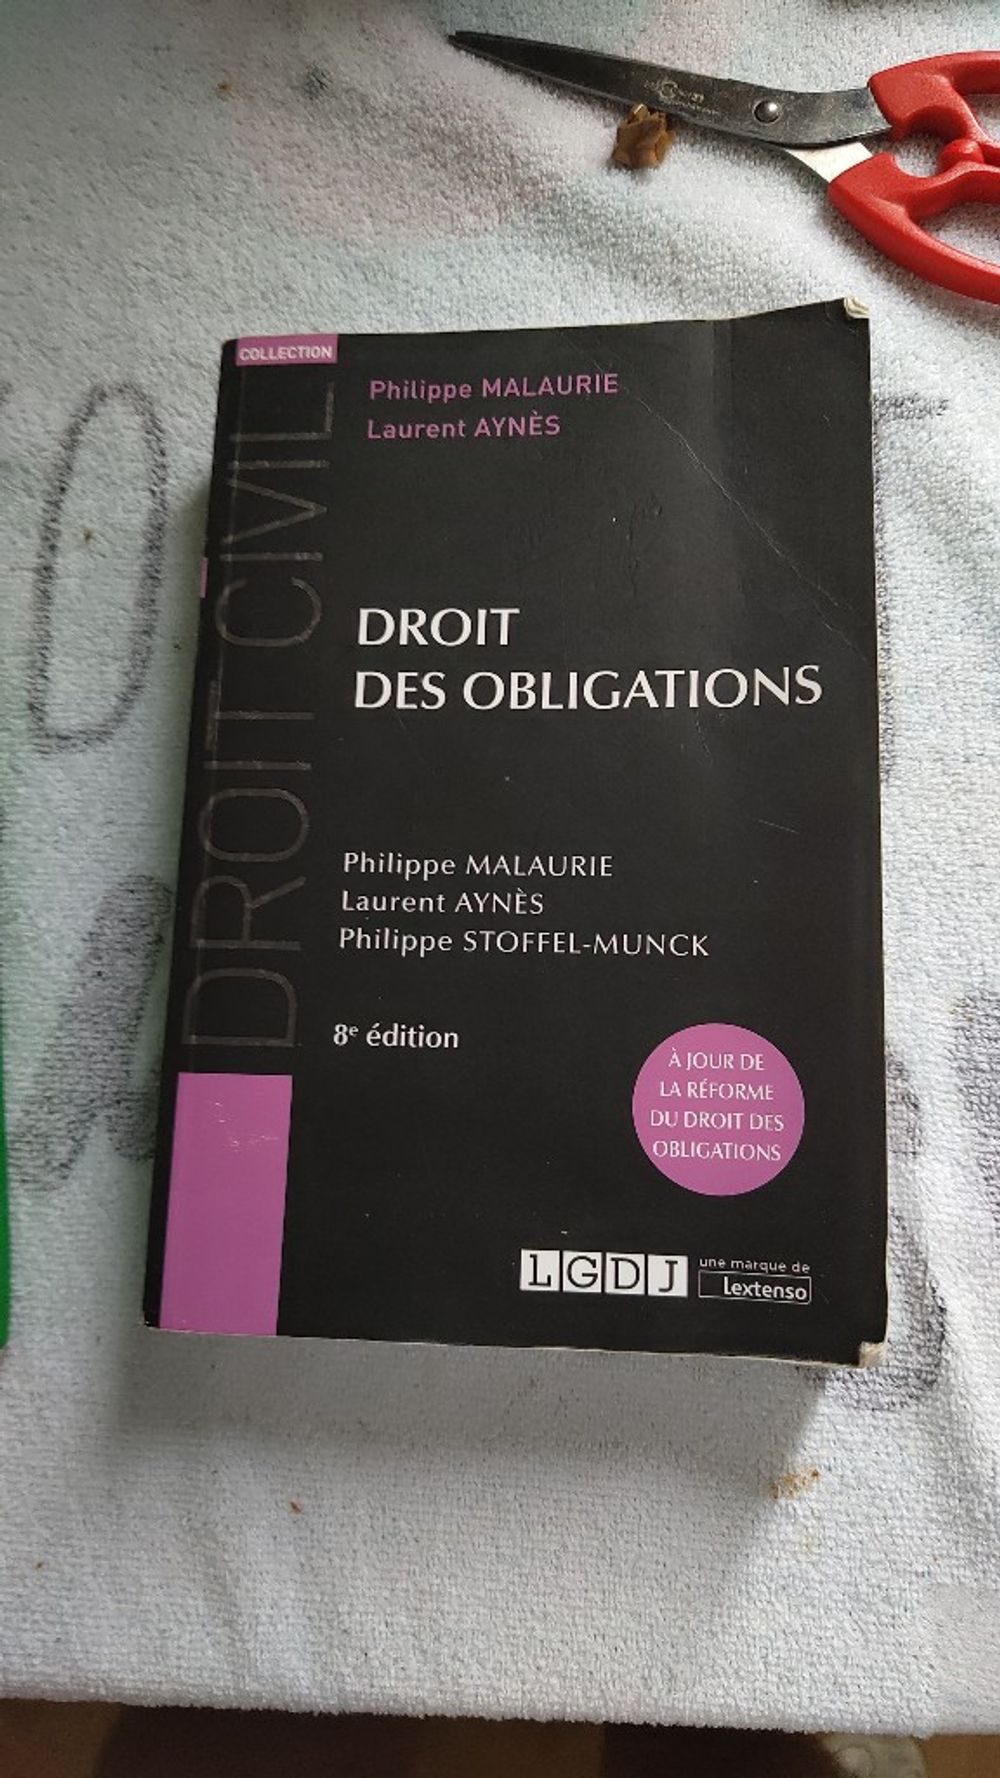 COLLECTION
DROIT CIVIL
Philippe MALAURIE
Laurent AYNÈS
DROIT
DES OBLIGATIONS
Philippe MALAURIE
Laurent AYNÈS
Philippe STOFFEL-MUNCK
8e édition
À JOUR DE
LA RÉFORME
DU DROIT DES
OBLIGATIONS
LGDJ
une marque de
Lextenso